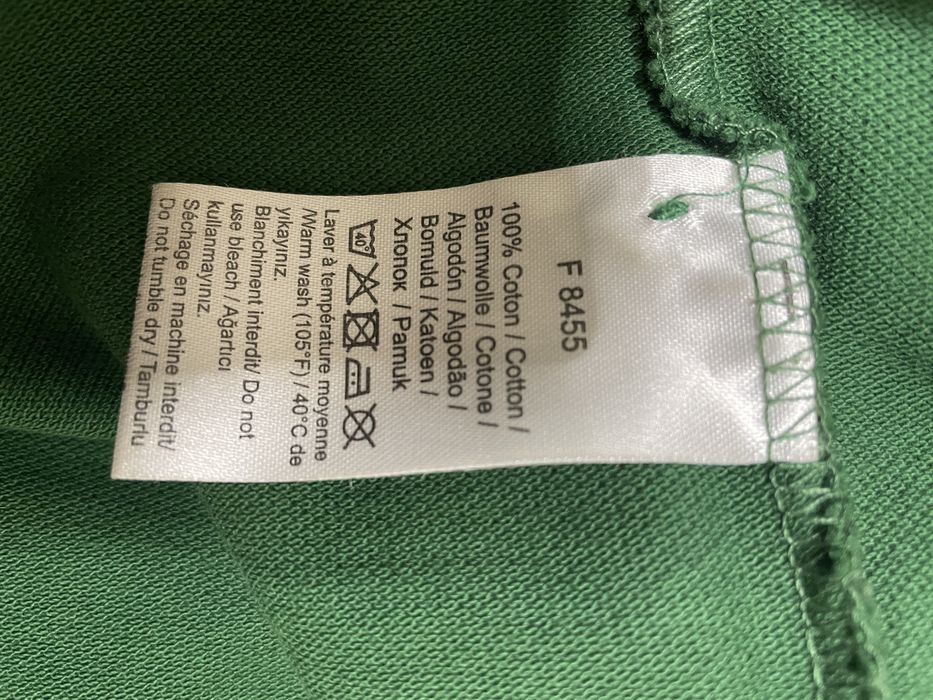 F 8455
100% Coton / Cotton /
Baumwolle / Cotone /
Algodón / Algodão /
Bomuld / Katoen /
Хлопок / Pamuk
40°
Laver à température moyenne
/Warm wash (105°F) / 40°C de
yıkayınız.
Blanchiment interdit/ Do not
use bleach / Ağartıcı
kullanmayınız.
Séchage en machine interdit/
Do not tumble dry / Tamburlu